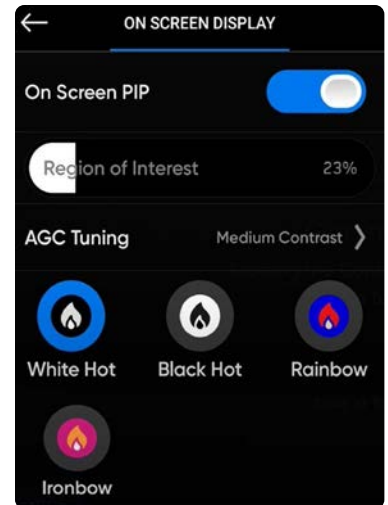 ON SCREEN DISPLAY
On Screen PIP
Region of Interest 23%
AGC Tuning Medium Contrast
White Hot Black Hot Rainbow
Ironbow